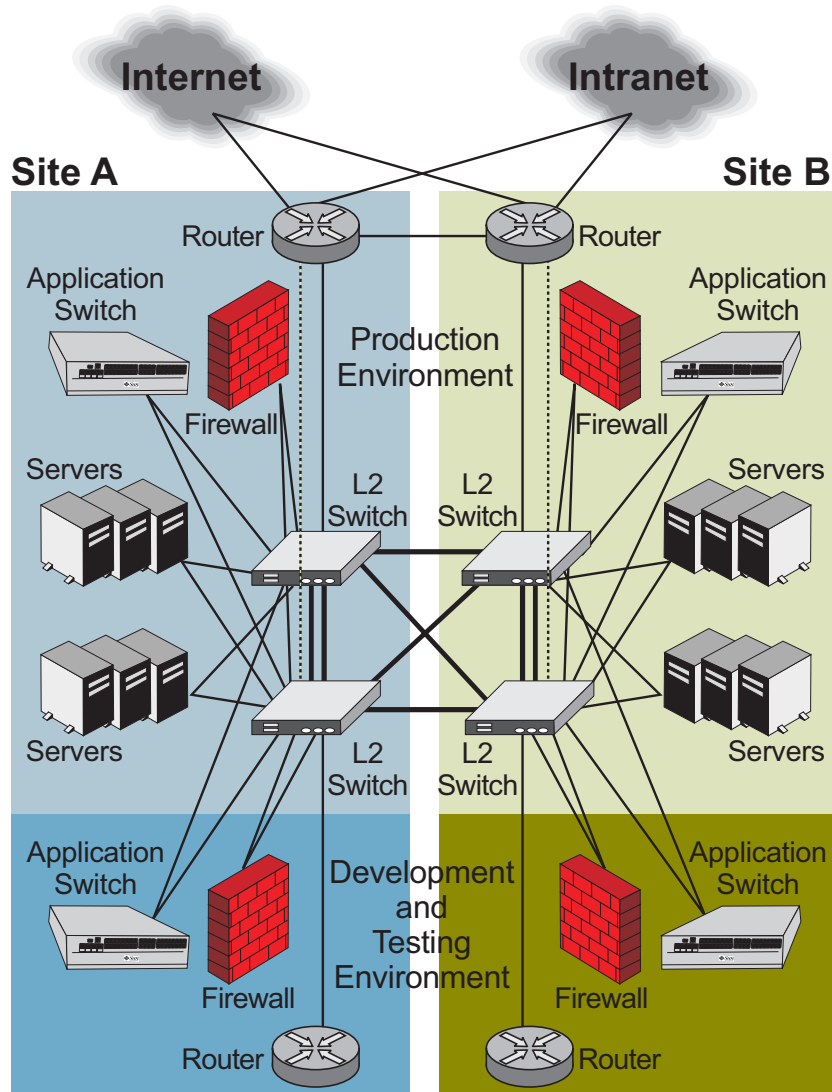 Internet
Intranet
Site A
Site B
Router
Router
Application
Switch
Application
Switch
Production
Environment
Firewall
Firewall
Servers
L2
Switch
L2
Switch
Servers
Servers
L2
Switch
L2
Switch
Servers
Application
Switch
Development
and
Testing
Environment
Application
Switch
Firewall
Firewall
Router
Router